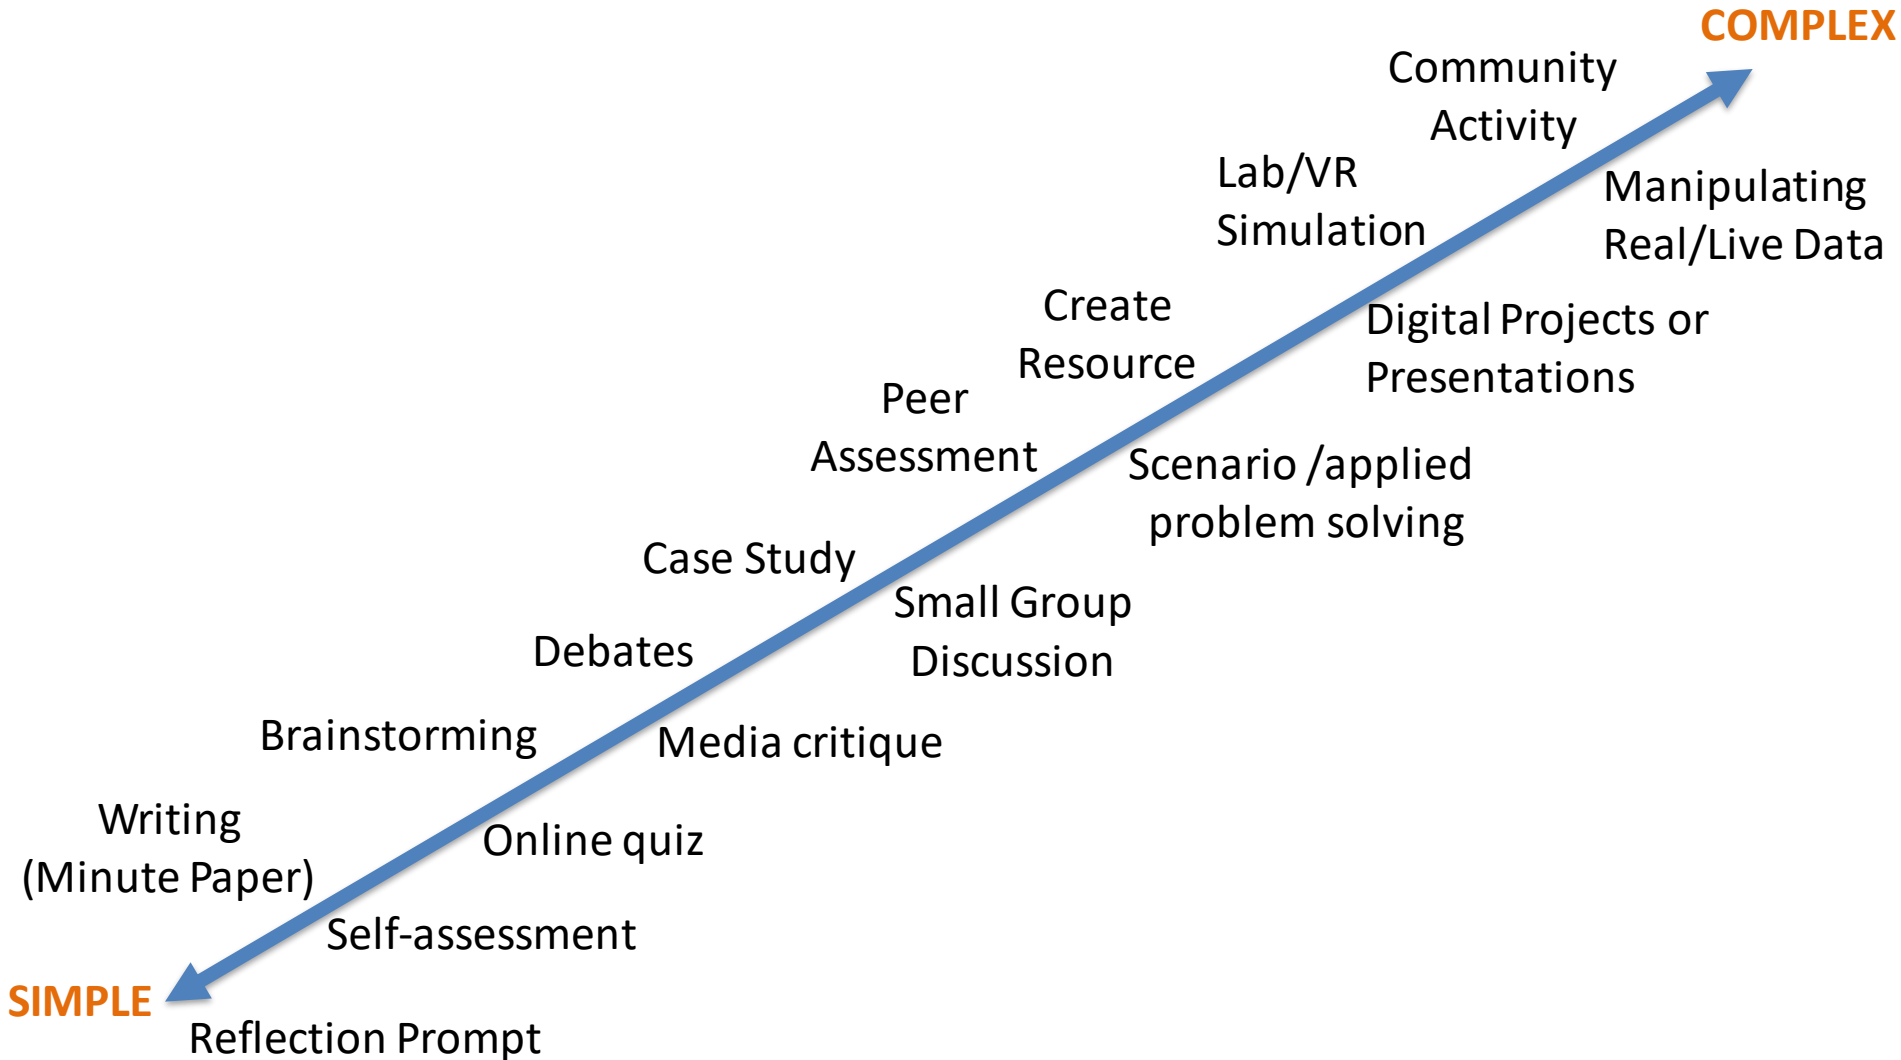 COMPLEX
Community
Activity
Lab/VR
Simulation
Manipulating
Real/Live Data
Create
Resource
Digital Projects or
Presentations
Peer
Assessment
Scenario /applied
problem solving
Case Study
Small Group
Discussion
Debates
Brainstorming
Media critique
Writing
(Minute Paper)
Online quiz
Self-assessment
SIMPLE
Reflection Prompt